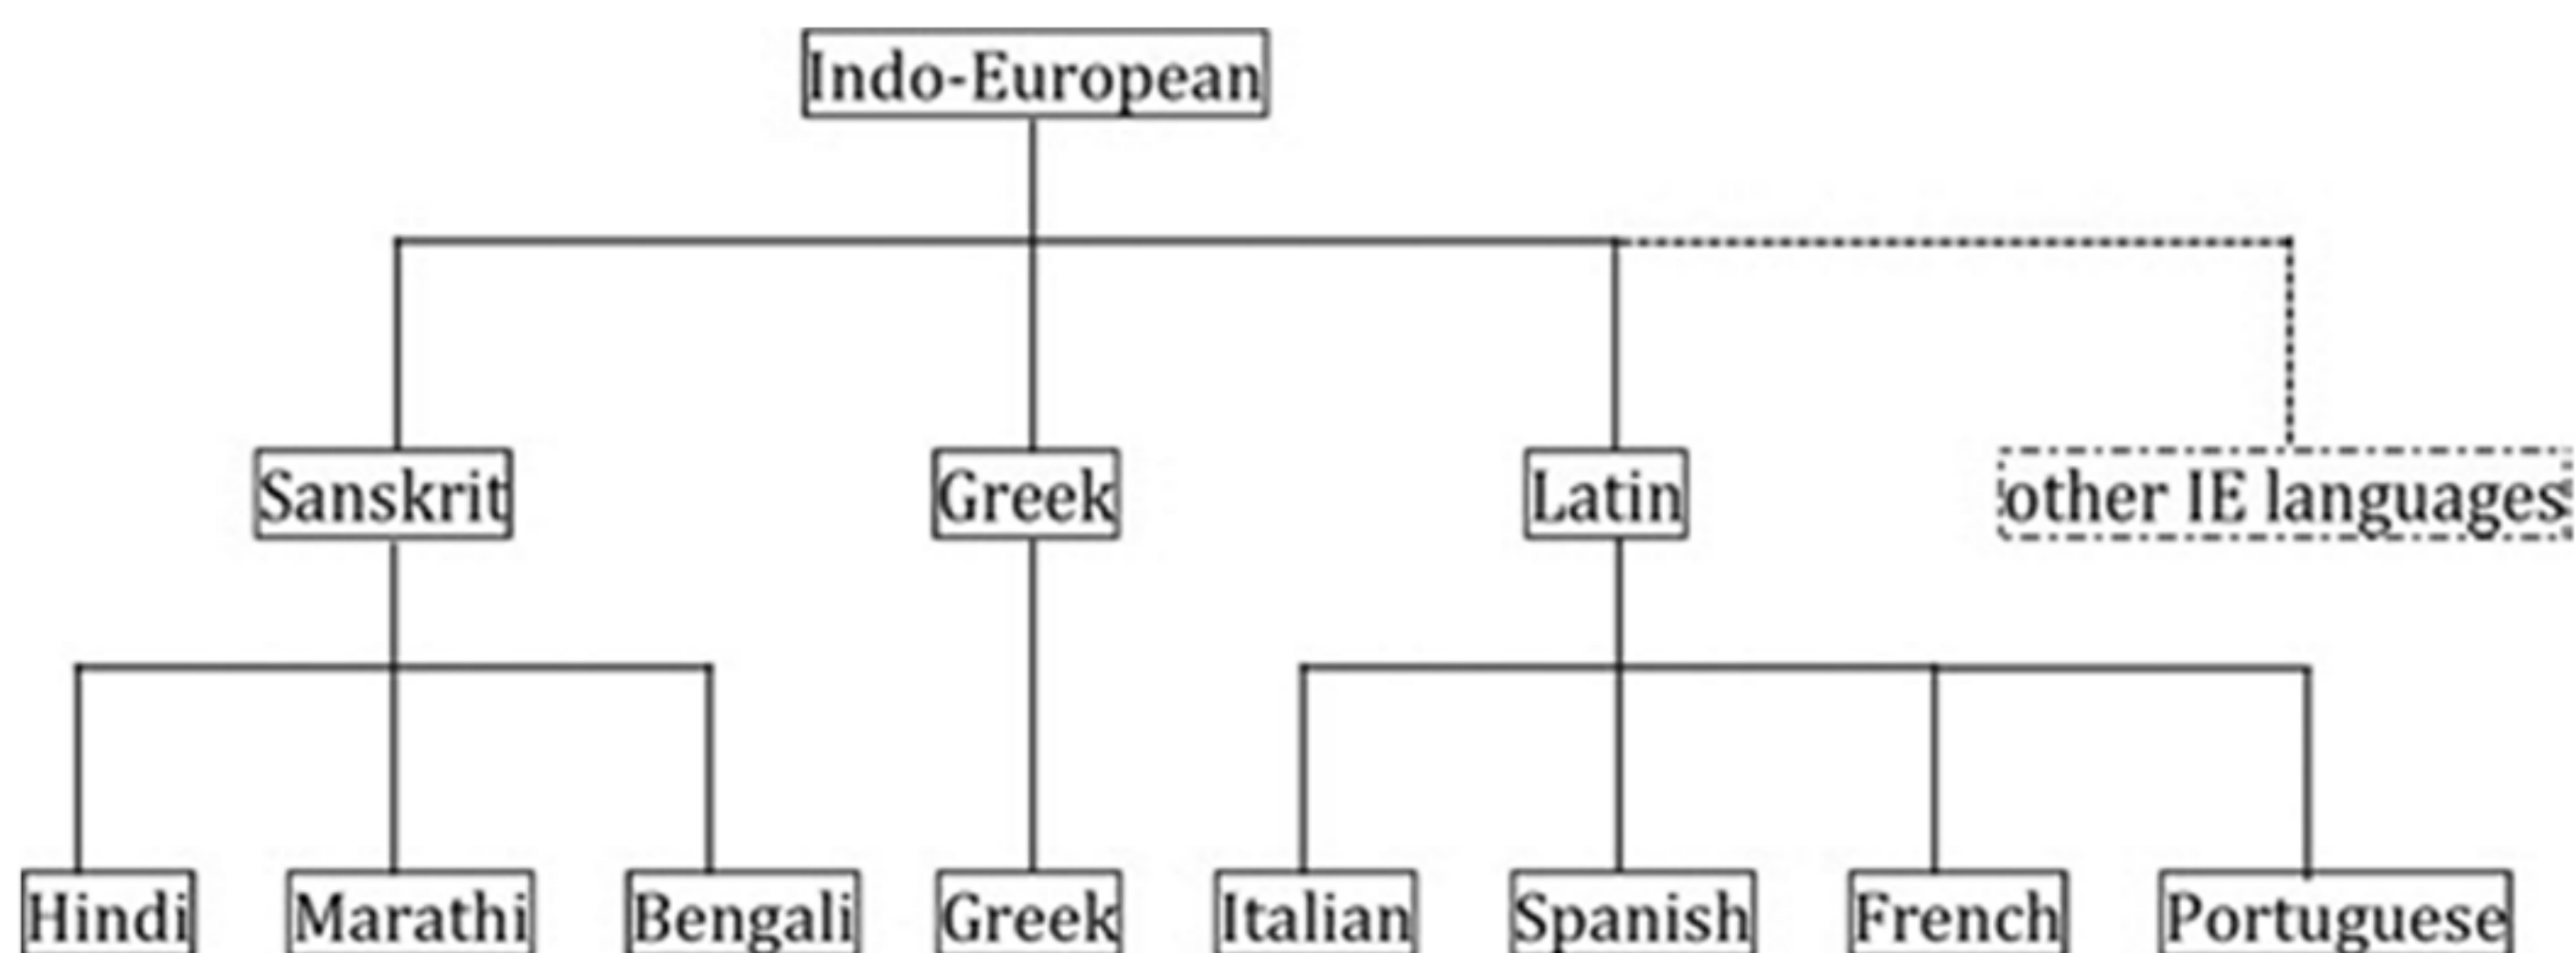 Indo-European
Sanskrit Greek Latin other IE languages
Hindi Marathi Bengali Greek Italian Spanish French Portuguese